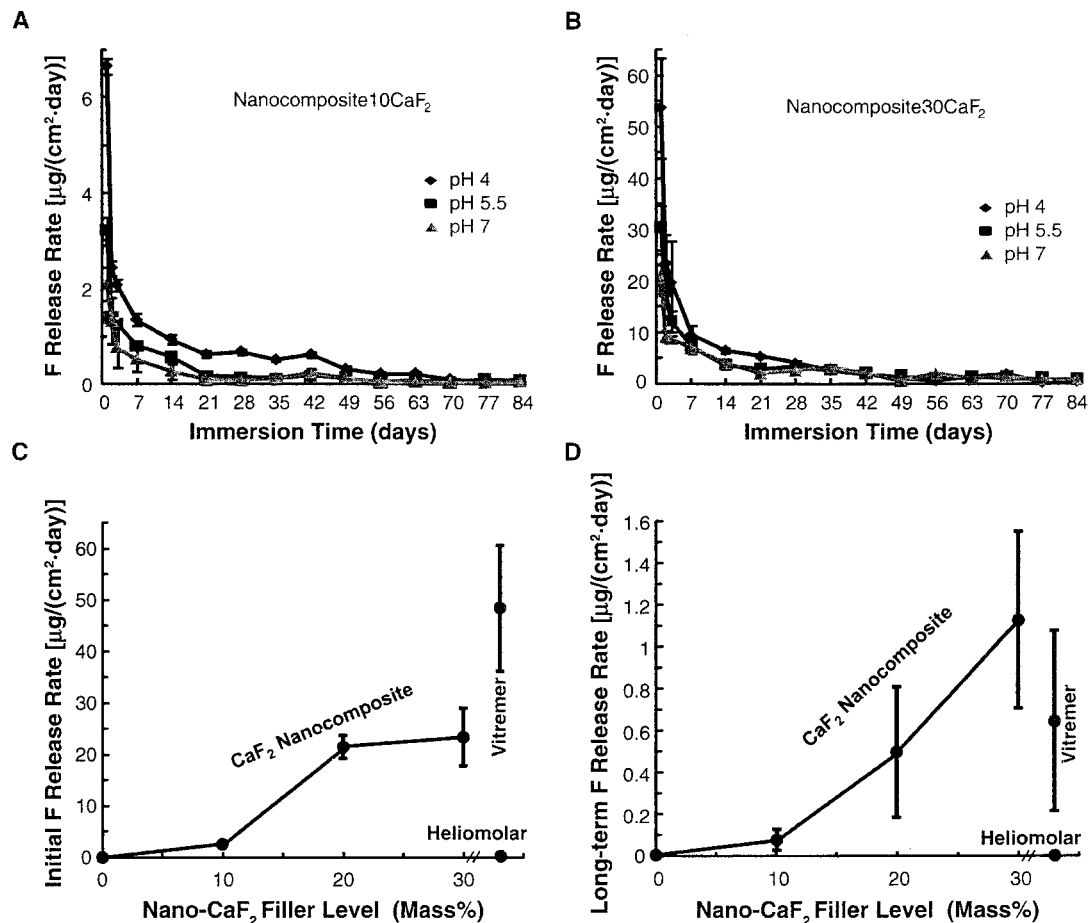 A
F Release Rate [µg/(cm²·day)]
6
4
2
0
Nanocomposite10CaF₂
pH 4
pH 5.5
pH 7
0 7 14 21 28 35 42 49 56 63 70 77 84
Immersion Time (days)
B
F Release Rate [µg/(cm²·day)]
60
50
40
30
20
10
0
Nanocomposite30CaF₂
pH 4
pH 5.5
pH 7
0 7 14 21 28 35 42 49 56 63 70 77 84
Immersion Time (days)
C
Initial F Release Rate [µg/(cm²·day)]
60
50
40
30
20
10
0
CaF₂ Nanocomposite
Vitremer
Heliomolar
0 10 20 30
Nano-CaF₂ Filler Level (Mass%)
D
Long-term F Release Rate [µg/(cm²·day)]
1.6
1.4
1.2
1.0
0.8
0.6
0.4
0.2
0
CaF₂ Nanocomposite
Vitremer
Heliomolar
0 10 20 30
Nano-CaF₂ Filler Level (Mass%)